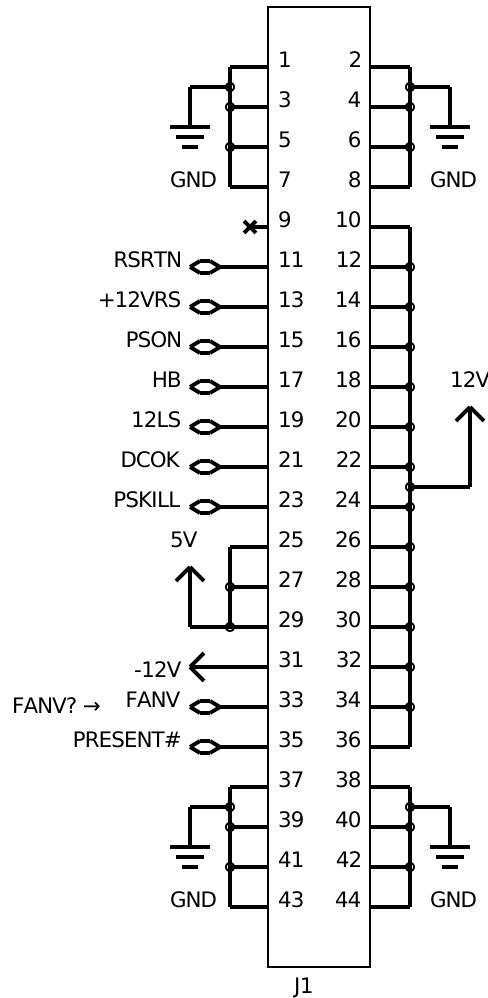 1 2
3 4
5 6
7 8
GND GND
9 10
RSRTN 11 12
+12VRS 13 14
PSON 15 16
HB 17 18 12V
12LS 19 20
DCOK 21 22
PSKILL 23 24
5V 25 26
27 28
29 30
-12V 31 32
FANV? → FANV 33 34
PRESENT# 35 36
37 38
39 40
41 42
GND 43 44 GND
J1